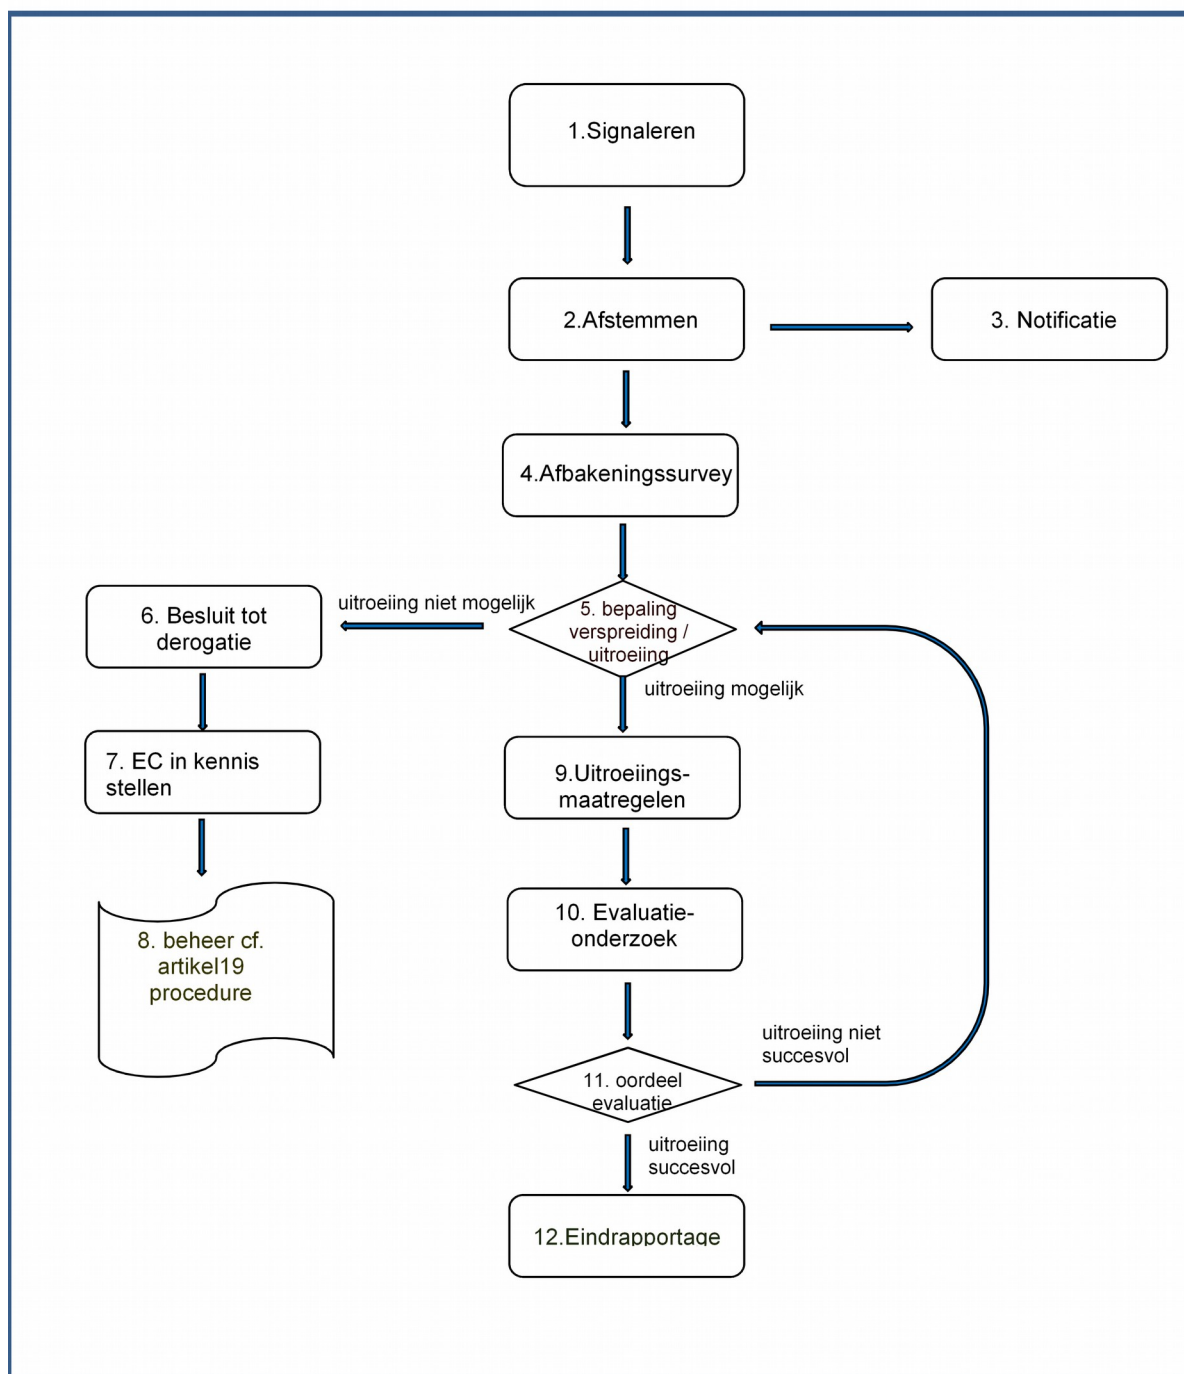 1.Signaleren
2.Afstemmen
3. Notificatie
4.Afbakeningssurvey
5. bepaling
verspreiding /
uitroeiing
uitroeiing niet mogelijk
6. Besluit tot
derogatie
uitroeiing mogelijk
7. EC in kennis
stellen
9.Uitroeiings-
maatregelen
8. beheer cf.
artikel19
procedure
10. Evaluatie-
onderzoek
11. oordeel
evaluatie
uitroeiing niet
succesvol
uitroeiing
succesvol
12.Eindrapportage